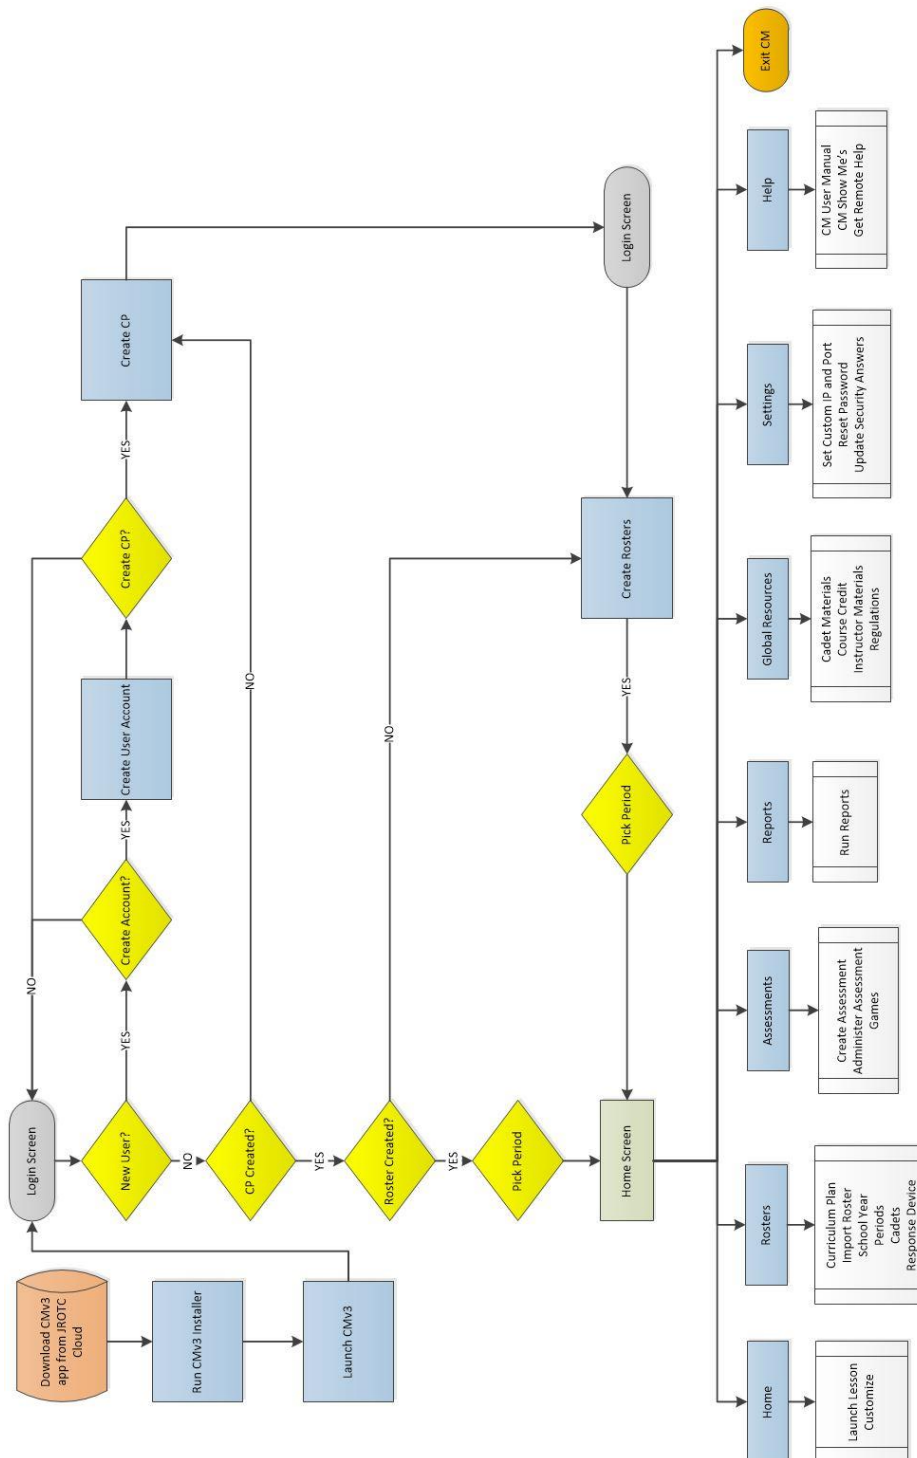 Download CMv3
app from JROTC
Cloud
Run CMv3 Installer
Launch CMv3
Login Screen
New User?
YES
Create Account?
NO
YES
Create User Account
Create CP?
YES
Create CP
NO
CP Created?
NO
YES
Roster Created?
NO
YES
Pick Period
Login Screen
Create Rosters
YES
Pick Period
Home Screen
Home
Launch Lesson
Customize
Rosters
Curriculum Plan
Import Roster
School Year
Periods
Cadets
Response Device
Assessments
Create Assessment
Administer Assessment
Games
Reports
Run Reports
Global Resources
Cadet Materials
Course Credit
Instructor Materials
Regulations
Settings
Set Custom IP and Port
Reset Password
Update Security Answers
Help
CM User Manual
CM Show Me's
Get Remote Help
Exit CM